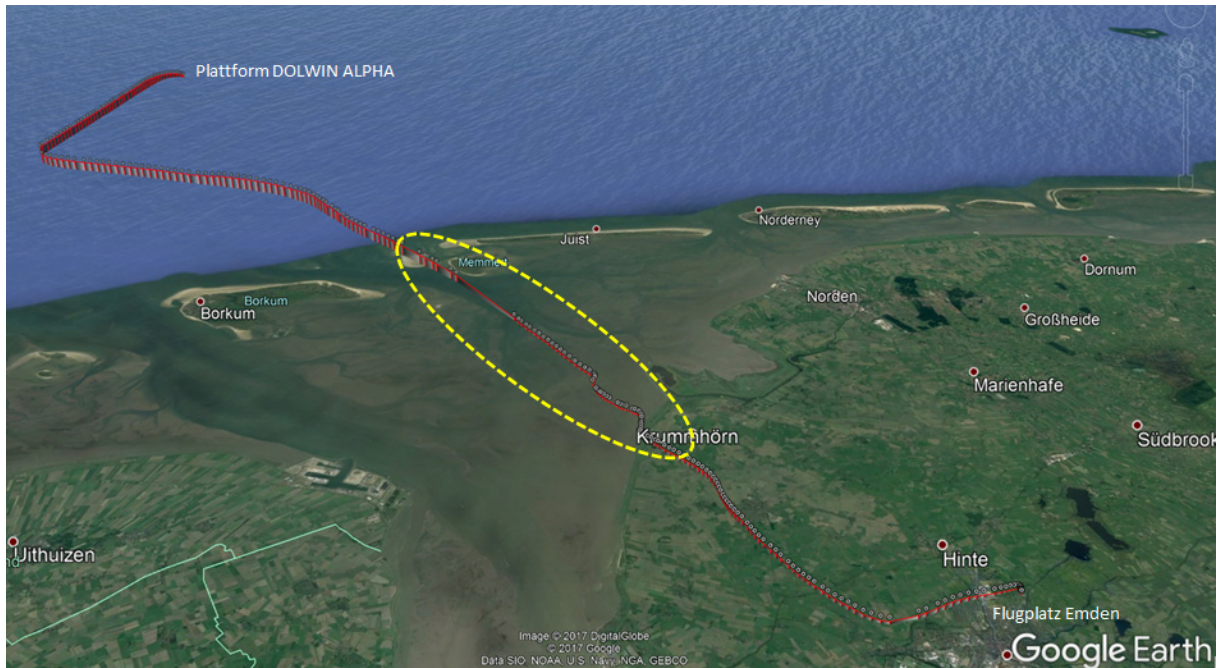 Plattform DOLWIN ALPHA
Norderney
Juist
Memmert
Dornum
Borkum
Borkum
Norden
Großheide
Marienhafe
Südbrook
Krummhörn
Uithuizen
Hinte
Flugplatz Emden
Image © 2017 DigitalGlobe
© 2017 Google
Data SIO, NOAA, U.S. Navy, NGA, GEBCO
Google Earth